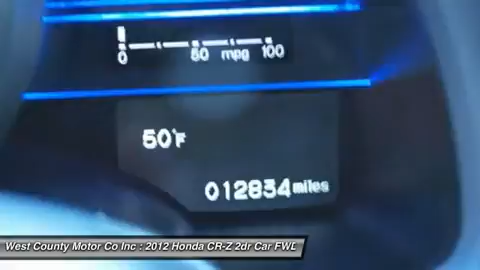 0 50 mpg 100
50°F
012834 miles
West County Motor Co Inc : 2012 Honda CR-Z 2dr Car FWL